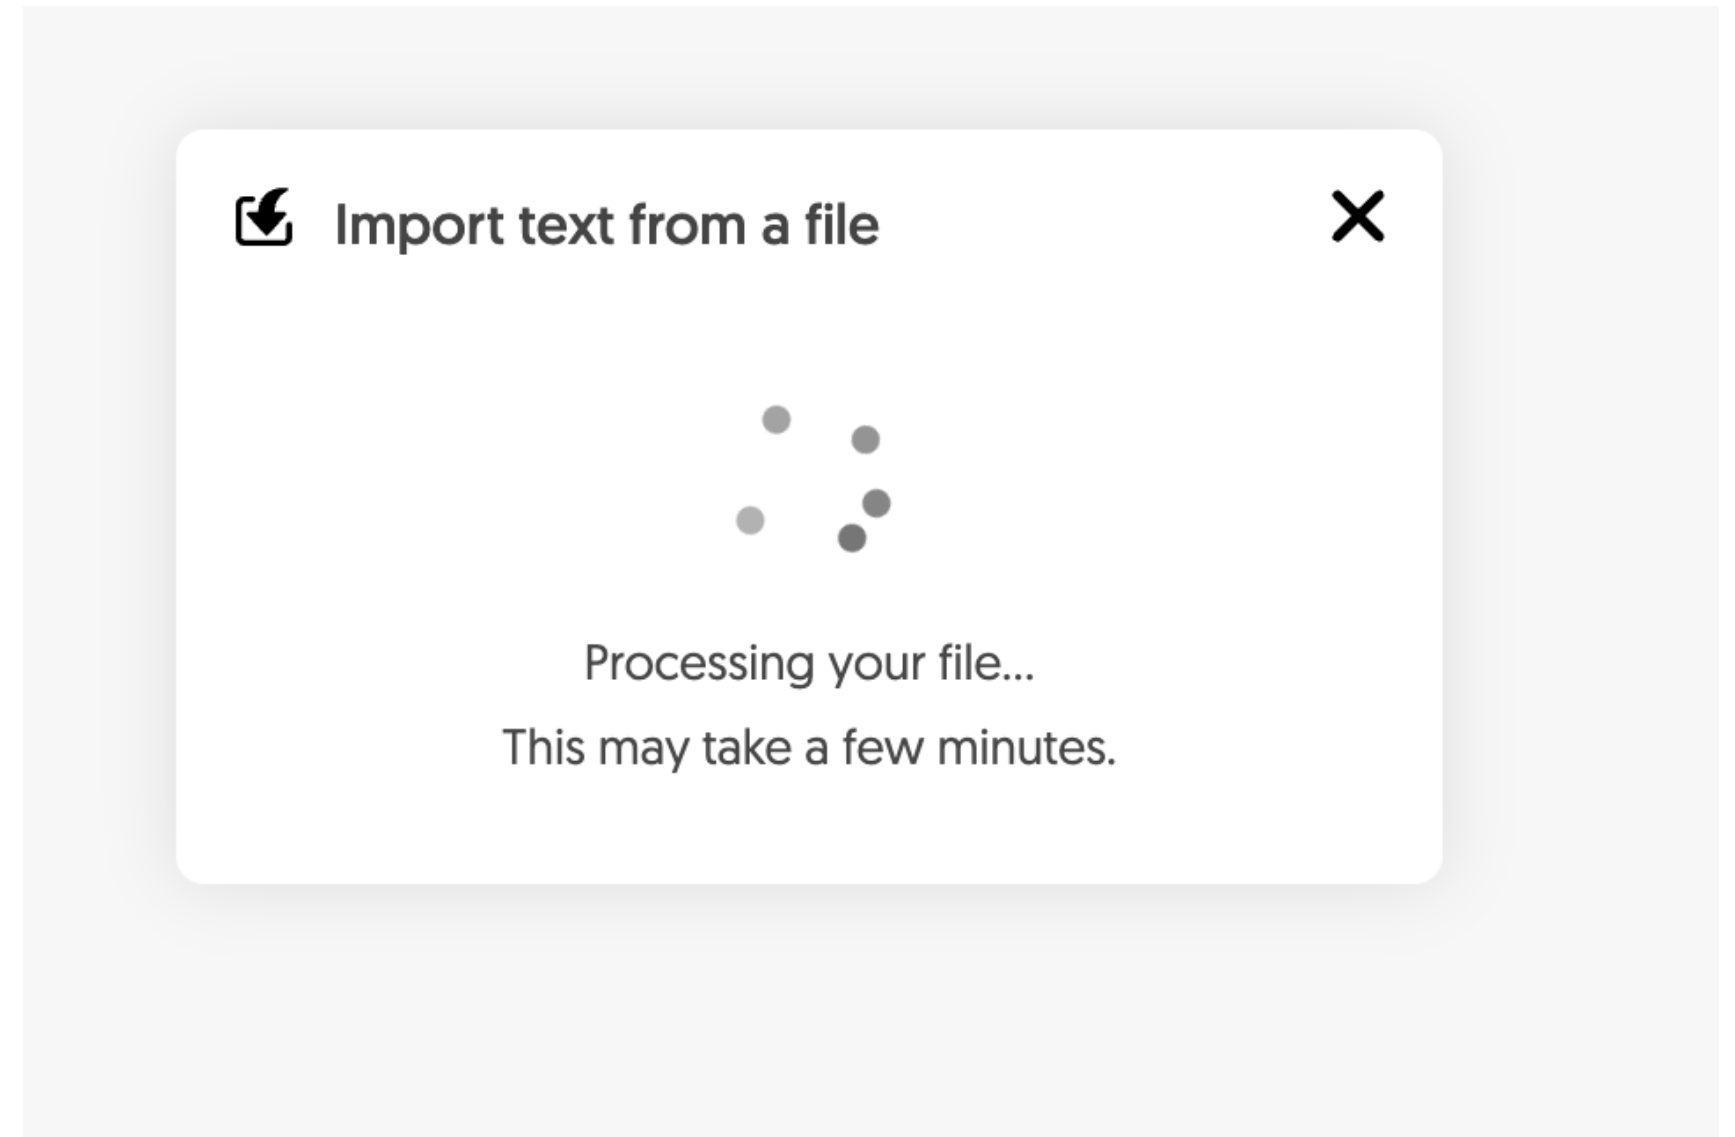 Import text from a file
Processing your file...
This may take a few minutes.